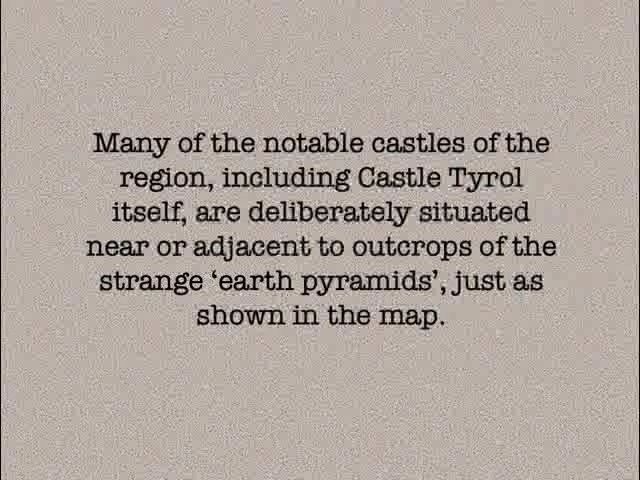 Many of the notable castles of the
region, including Castle Tyrol
itself, are deliberately situated
near or adjacent to outcrops of the
strange ‘earth pyramids’, just as
shown in the map.